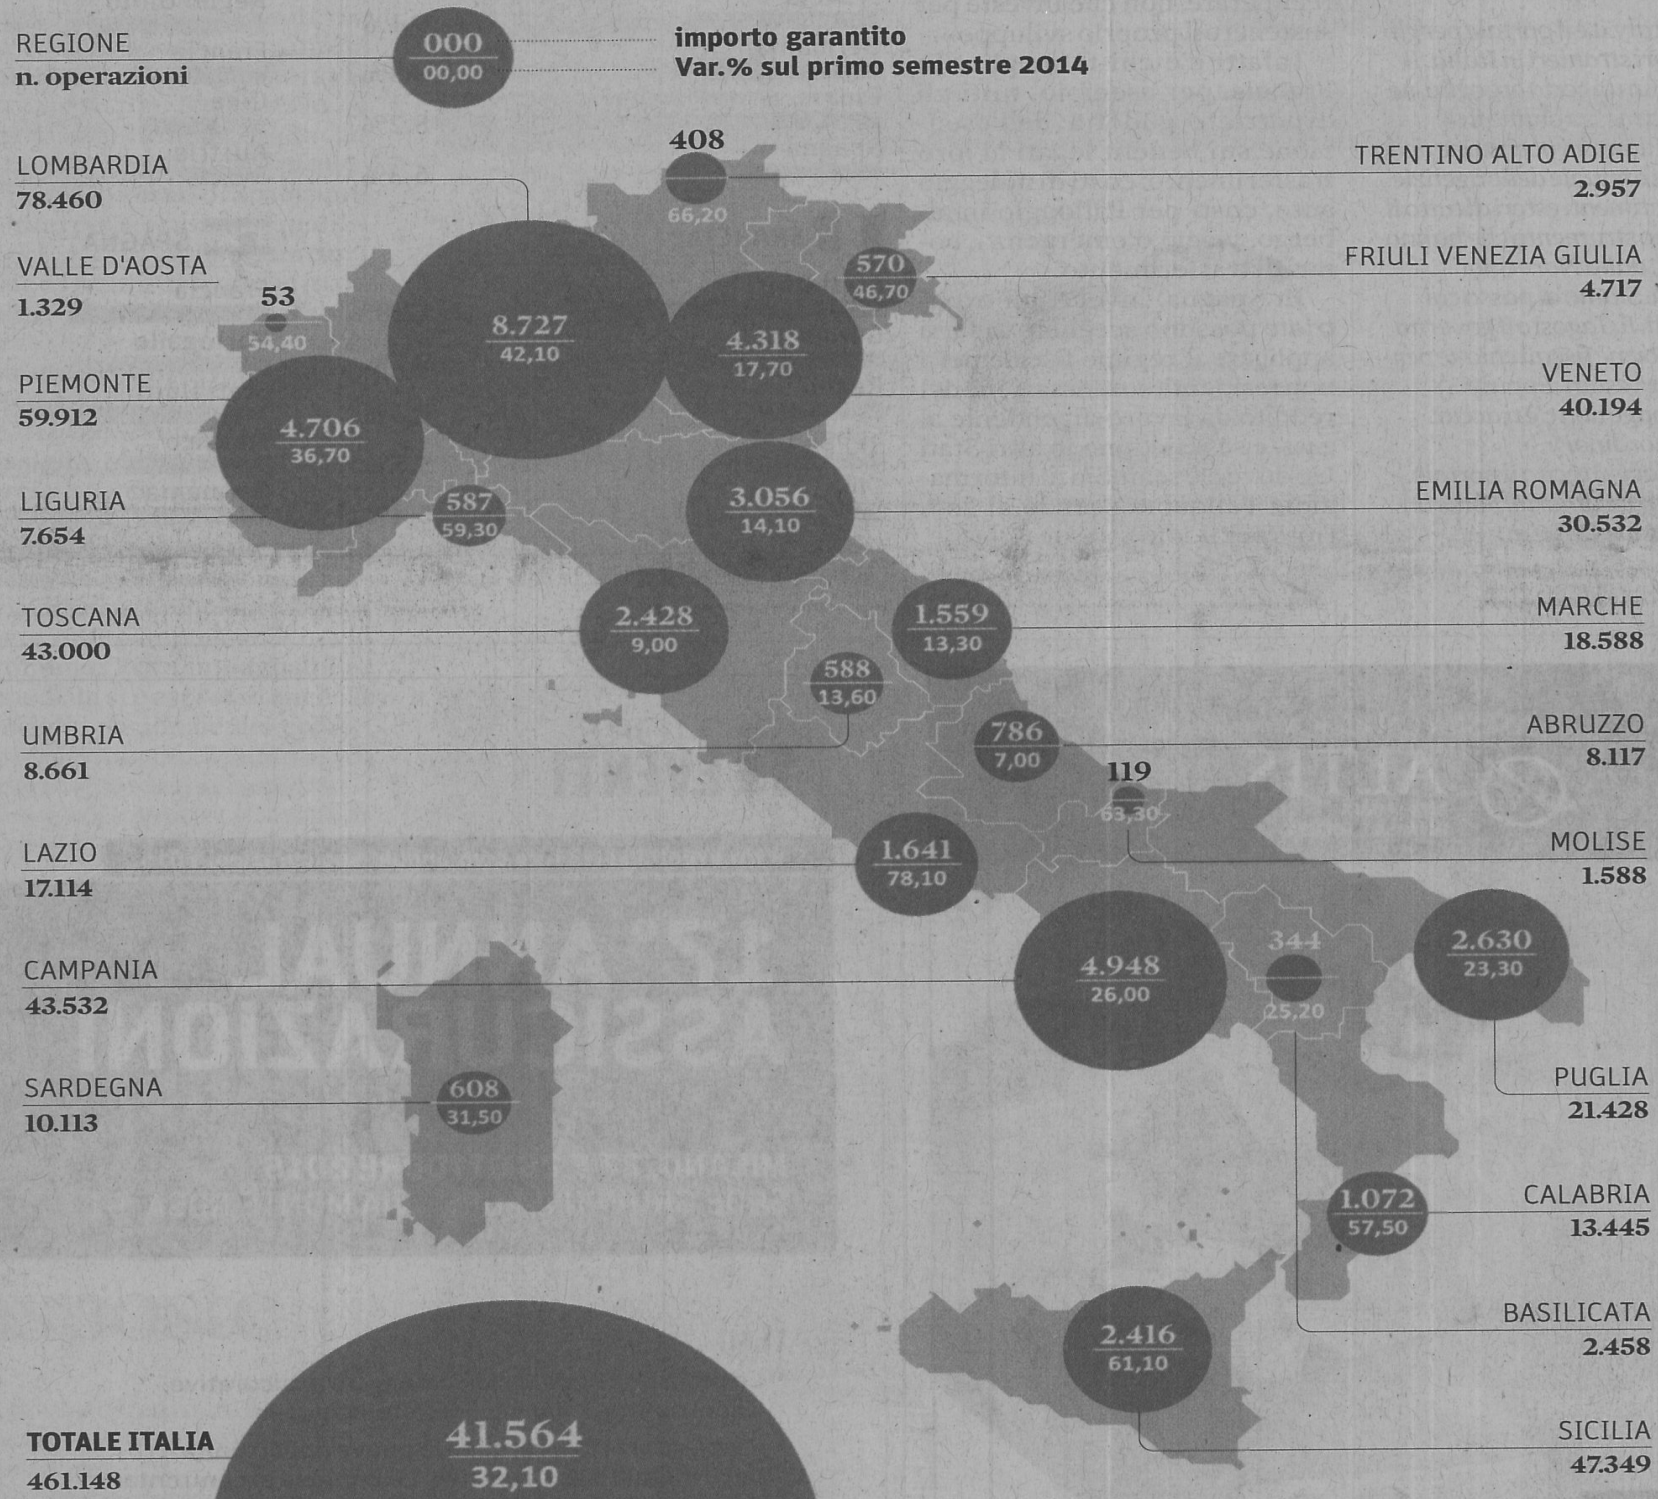 REGIONE
n. operazioni
000
00,00
importo garantito
Var.% sul primo semestre 2014
LOMBARDIA
78.460
8.727
42,10
VALLE D'AOSTA
1.329
53
54,40
PIEMONTE
59.912
4.706
36,70
LIGURIA
7.654
587
59,30
TOSCANA
43.000
2.428
9,00
UMBRIA
8.661
588
13,60
LAZIO
17.114
1.641
78,10
CAMPANIA
43.532
4.948
26,00
SARDEGNA
10.113
608
31,50
TOTALE ITALIA
461.148
41.564
32,10
408
66,20
TRENTINO ALTO ADIGE
2.957
570
46,70
FRIULI VENEZIA GIULIA
4.717
4.318
17,70
VENETO
40.194
3.056
14,10
EMILIA ROMAGNA
30.532
1.559
13,30
MARCHE
18.588
786
7,00
ABRUZZO
8.117
119
63,30
MOLISE
1.588
2.630
23,30
PUGLIA
21.428
1.072
57,50
CALABRIA
13.445
344
25,20
BASILICATA
2.458
2.416
61,10
SICILIA
47.349